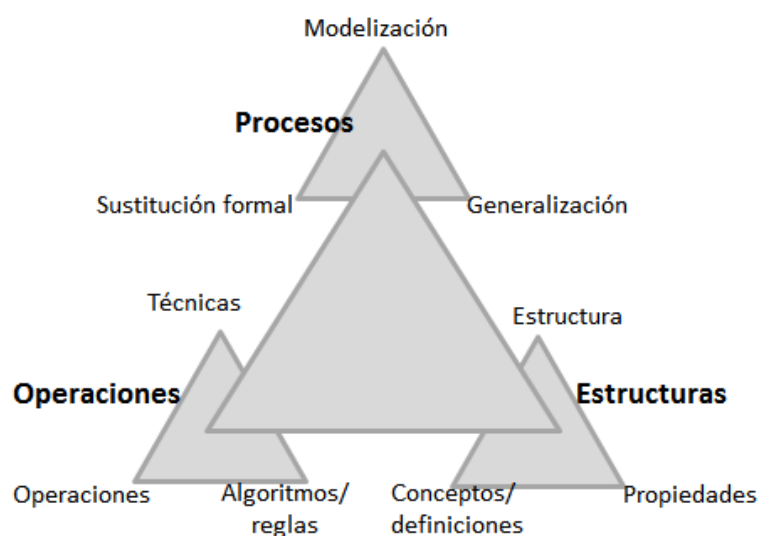 Modelización
Procesos
Sustitución formal
Generalización
Técnicas
Estructura
Operaciones
Estructuras
Operaciones
Algoritmos/
reglas
Conceptos/
definiciones
Propiedades